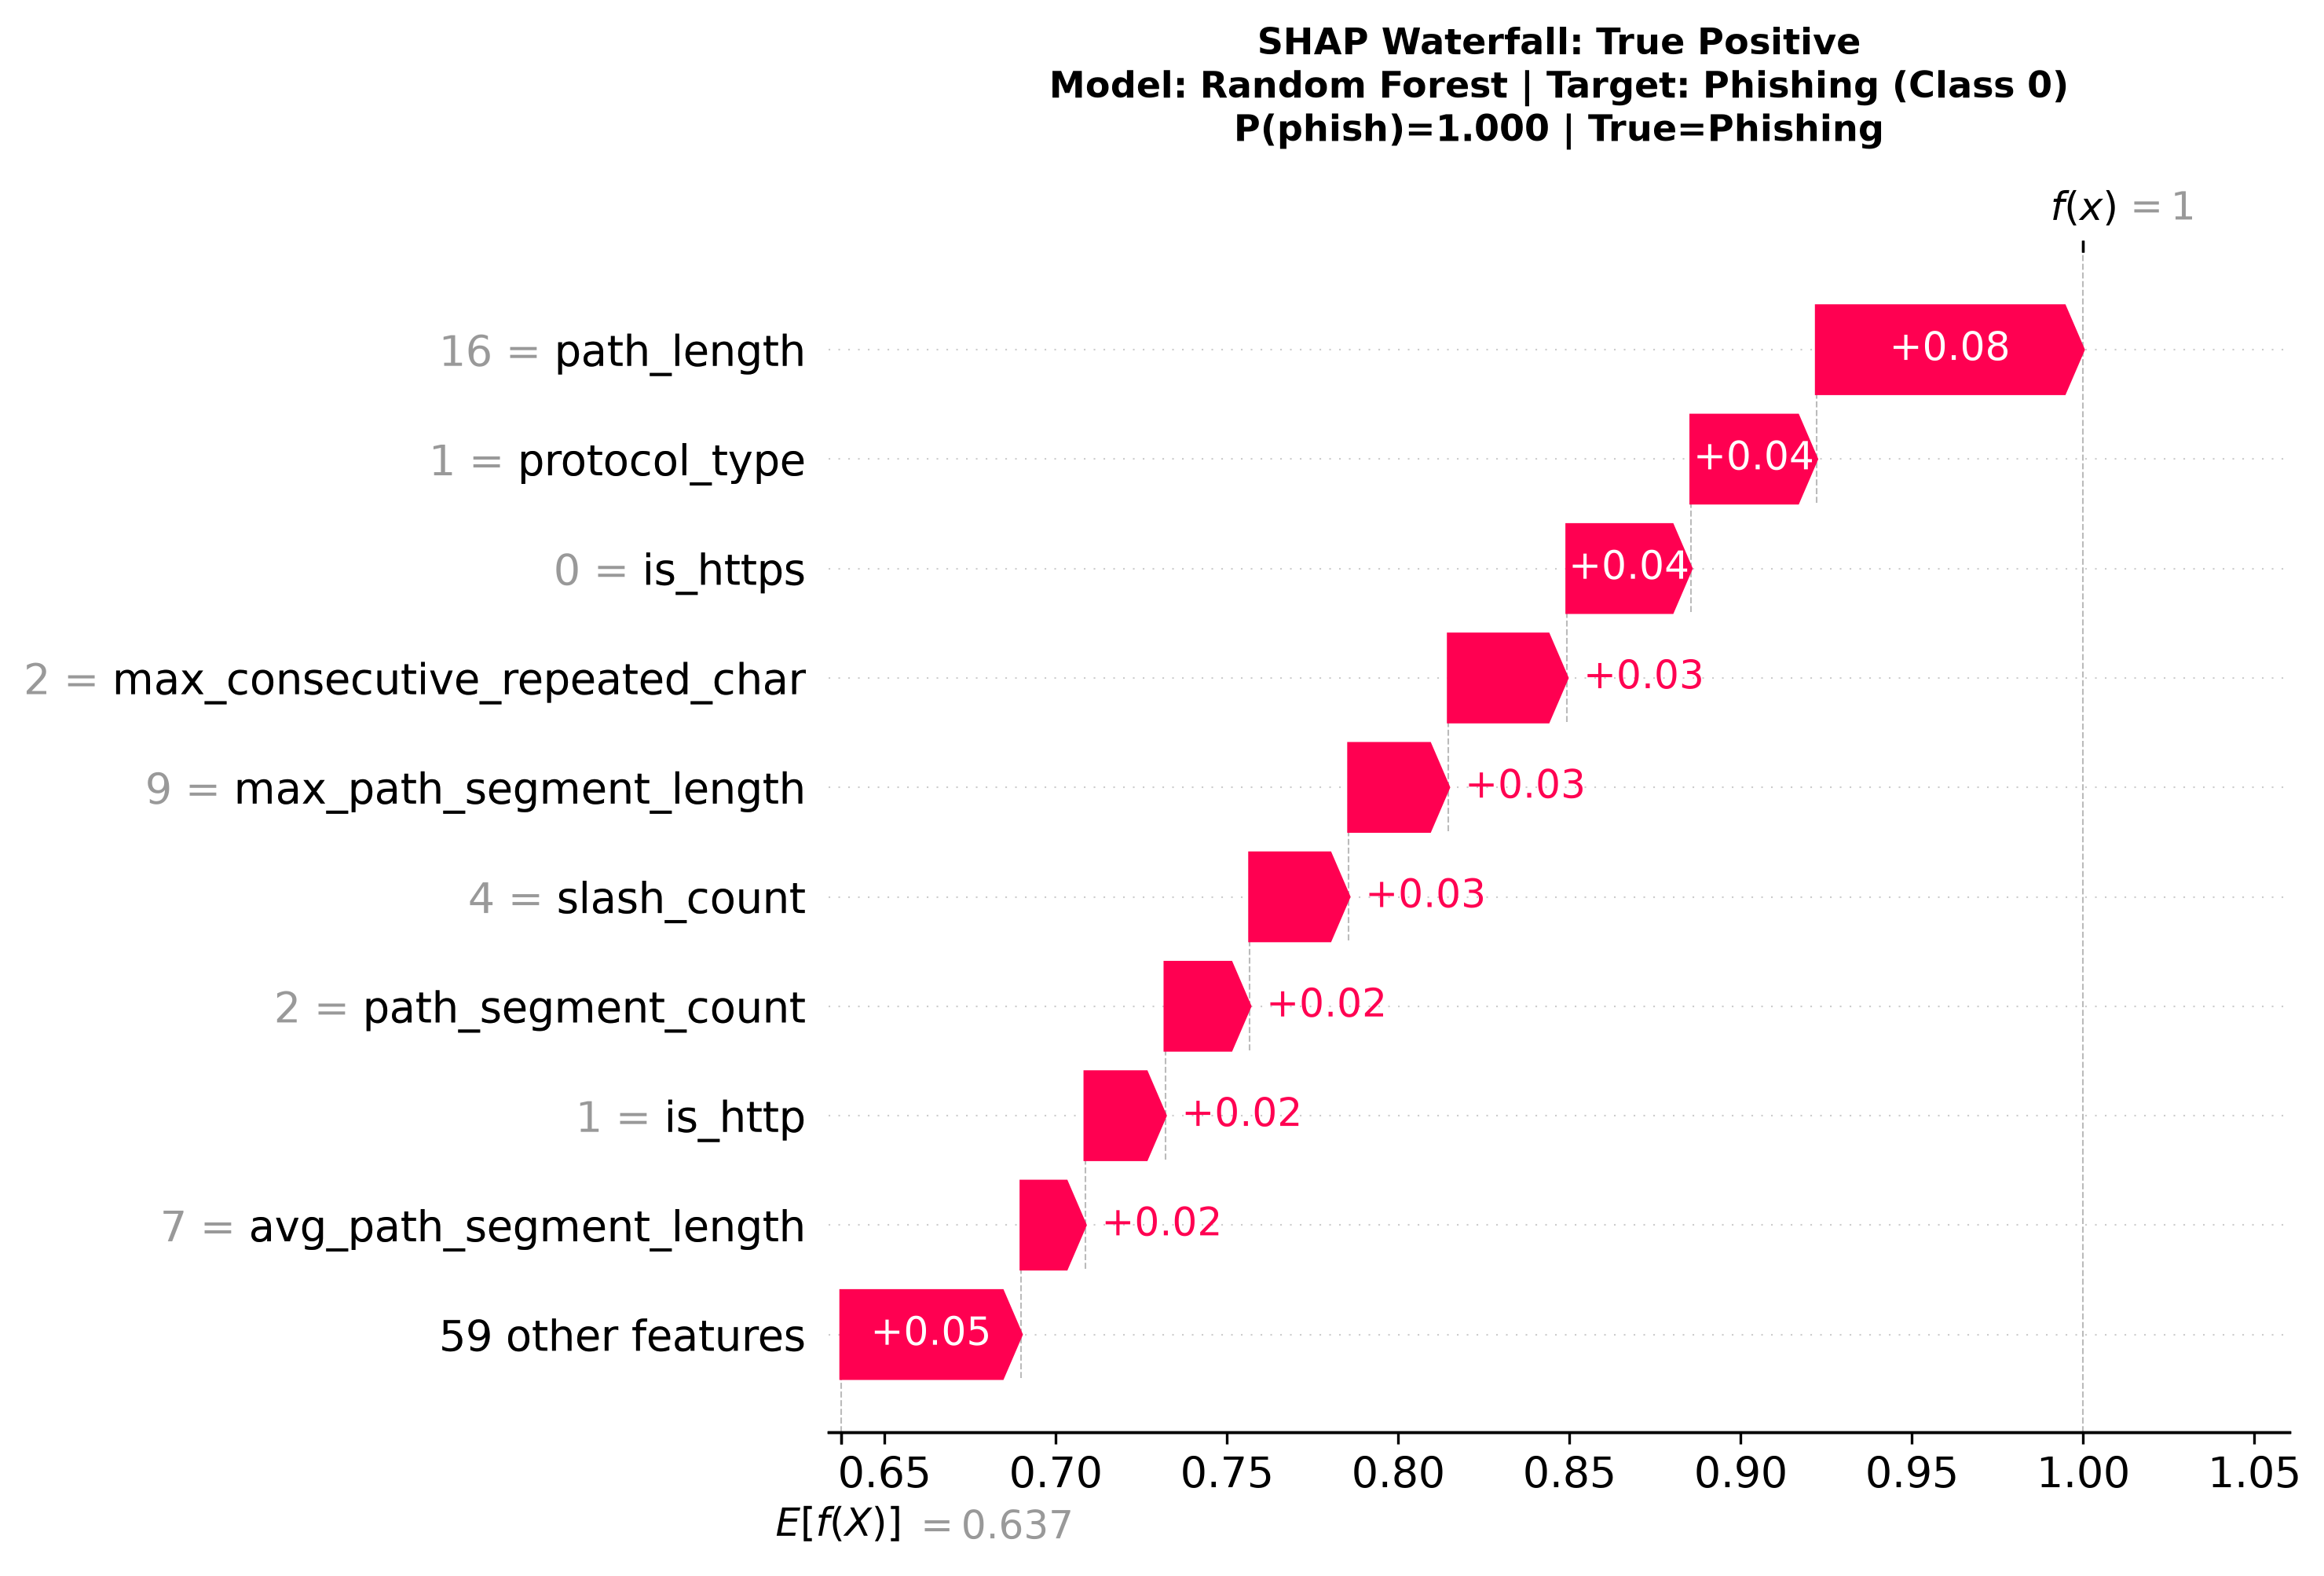 SHAP Waterfall: True Positive
Model: Random Forest | Target: Phishing (Class 0)
P(phish)=1.000 | True=Phishing
f(x) = 1
16 = path_length
+0.08
1 = protocol_type
+0.04
0 = is_https
+0.04
2 = max_consecutive_repeated_char
+0.03
9 = max_path_segment_length
+0.03
4 = slash_count
+0.03
2 = path_segment_count
+0.02
1 = is_http
+0.02
7 = avg_path_segment_length
+0.02
59 other features
+0.05
0.65 0.70 0.75 0.80 0.85 0.90 0.95 1.00 1.05
E[f(X)] = 0.637